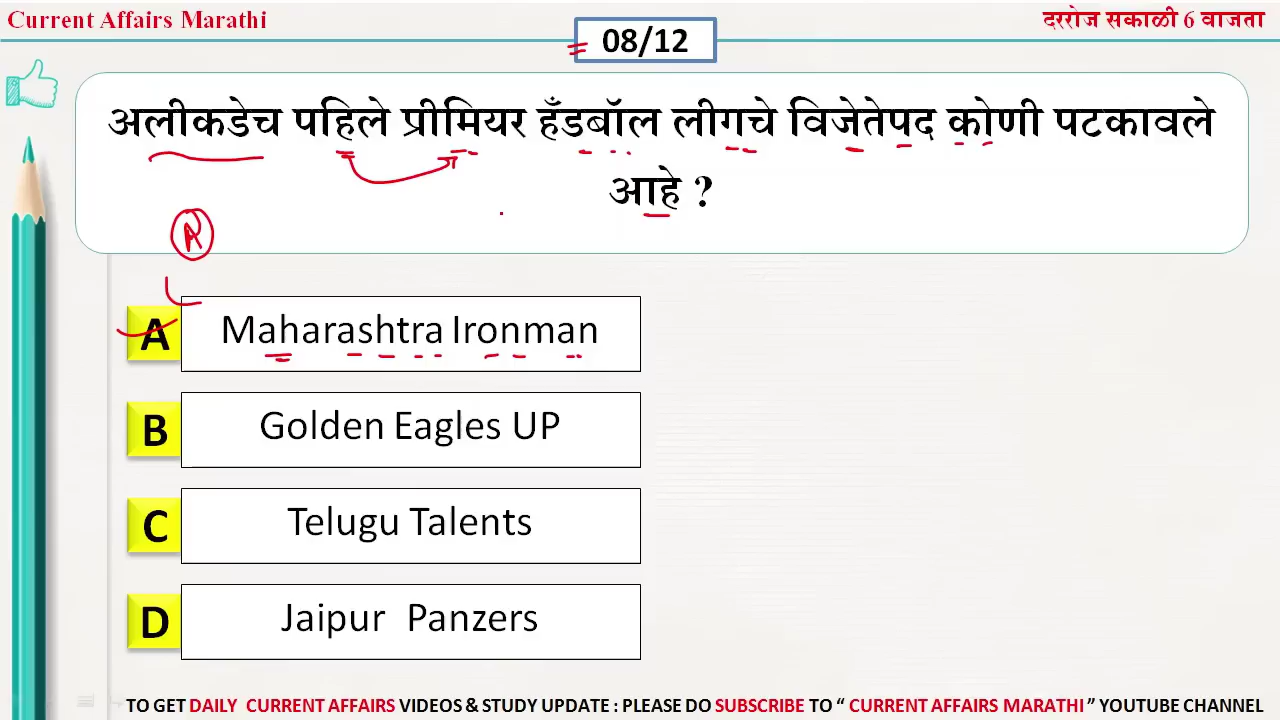 Current Affairs Marathi
दररोज सकाळी 6 वाजता
08/12
अलीकडेच पहिले प्रीमियर हँडबॉल लीगचे विजेतेपद कोणी पटकावले
आहे ?
A
A Maharashtra Ironman
B Golden Eagles UP
C Telugu Talents
D Jaipur Panzers
TO GET DAILY CURRENT AFFAIRS VIDEOS & STUDY UPDATE : PLEASE DO SUBSCRIBE TO “ CURRENT AFFAIRS MARATHI ” YOUTUBE CHANNEL